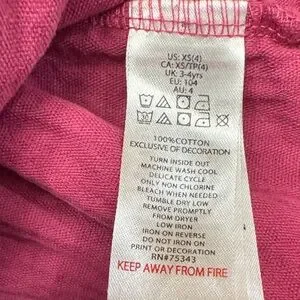 US: XS(4)
CA: XS/TP(4)
UK: 3-4yrs
EU: 104
AU: 4
100%COTTON
EXCLUSIVE OF DECORATION
TURN INSIDE OUT
MACHINE WASH COOL
DELICATE CYCLE
ONLY NON CHLORINE
BLEACH WHEN NEEDED
TUMBLE DRY LOW
REMOVE PROMPTLY
FROM DRYER
LOW IRON
IRON ON REVERSE
DO NOT IRON ON
PRINT OR DECORATION
RN#75343
KEEP AWAY FROM FIRE